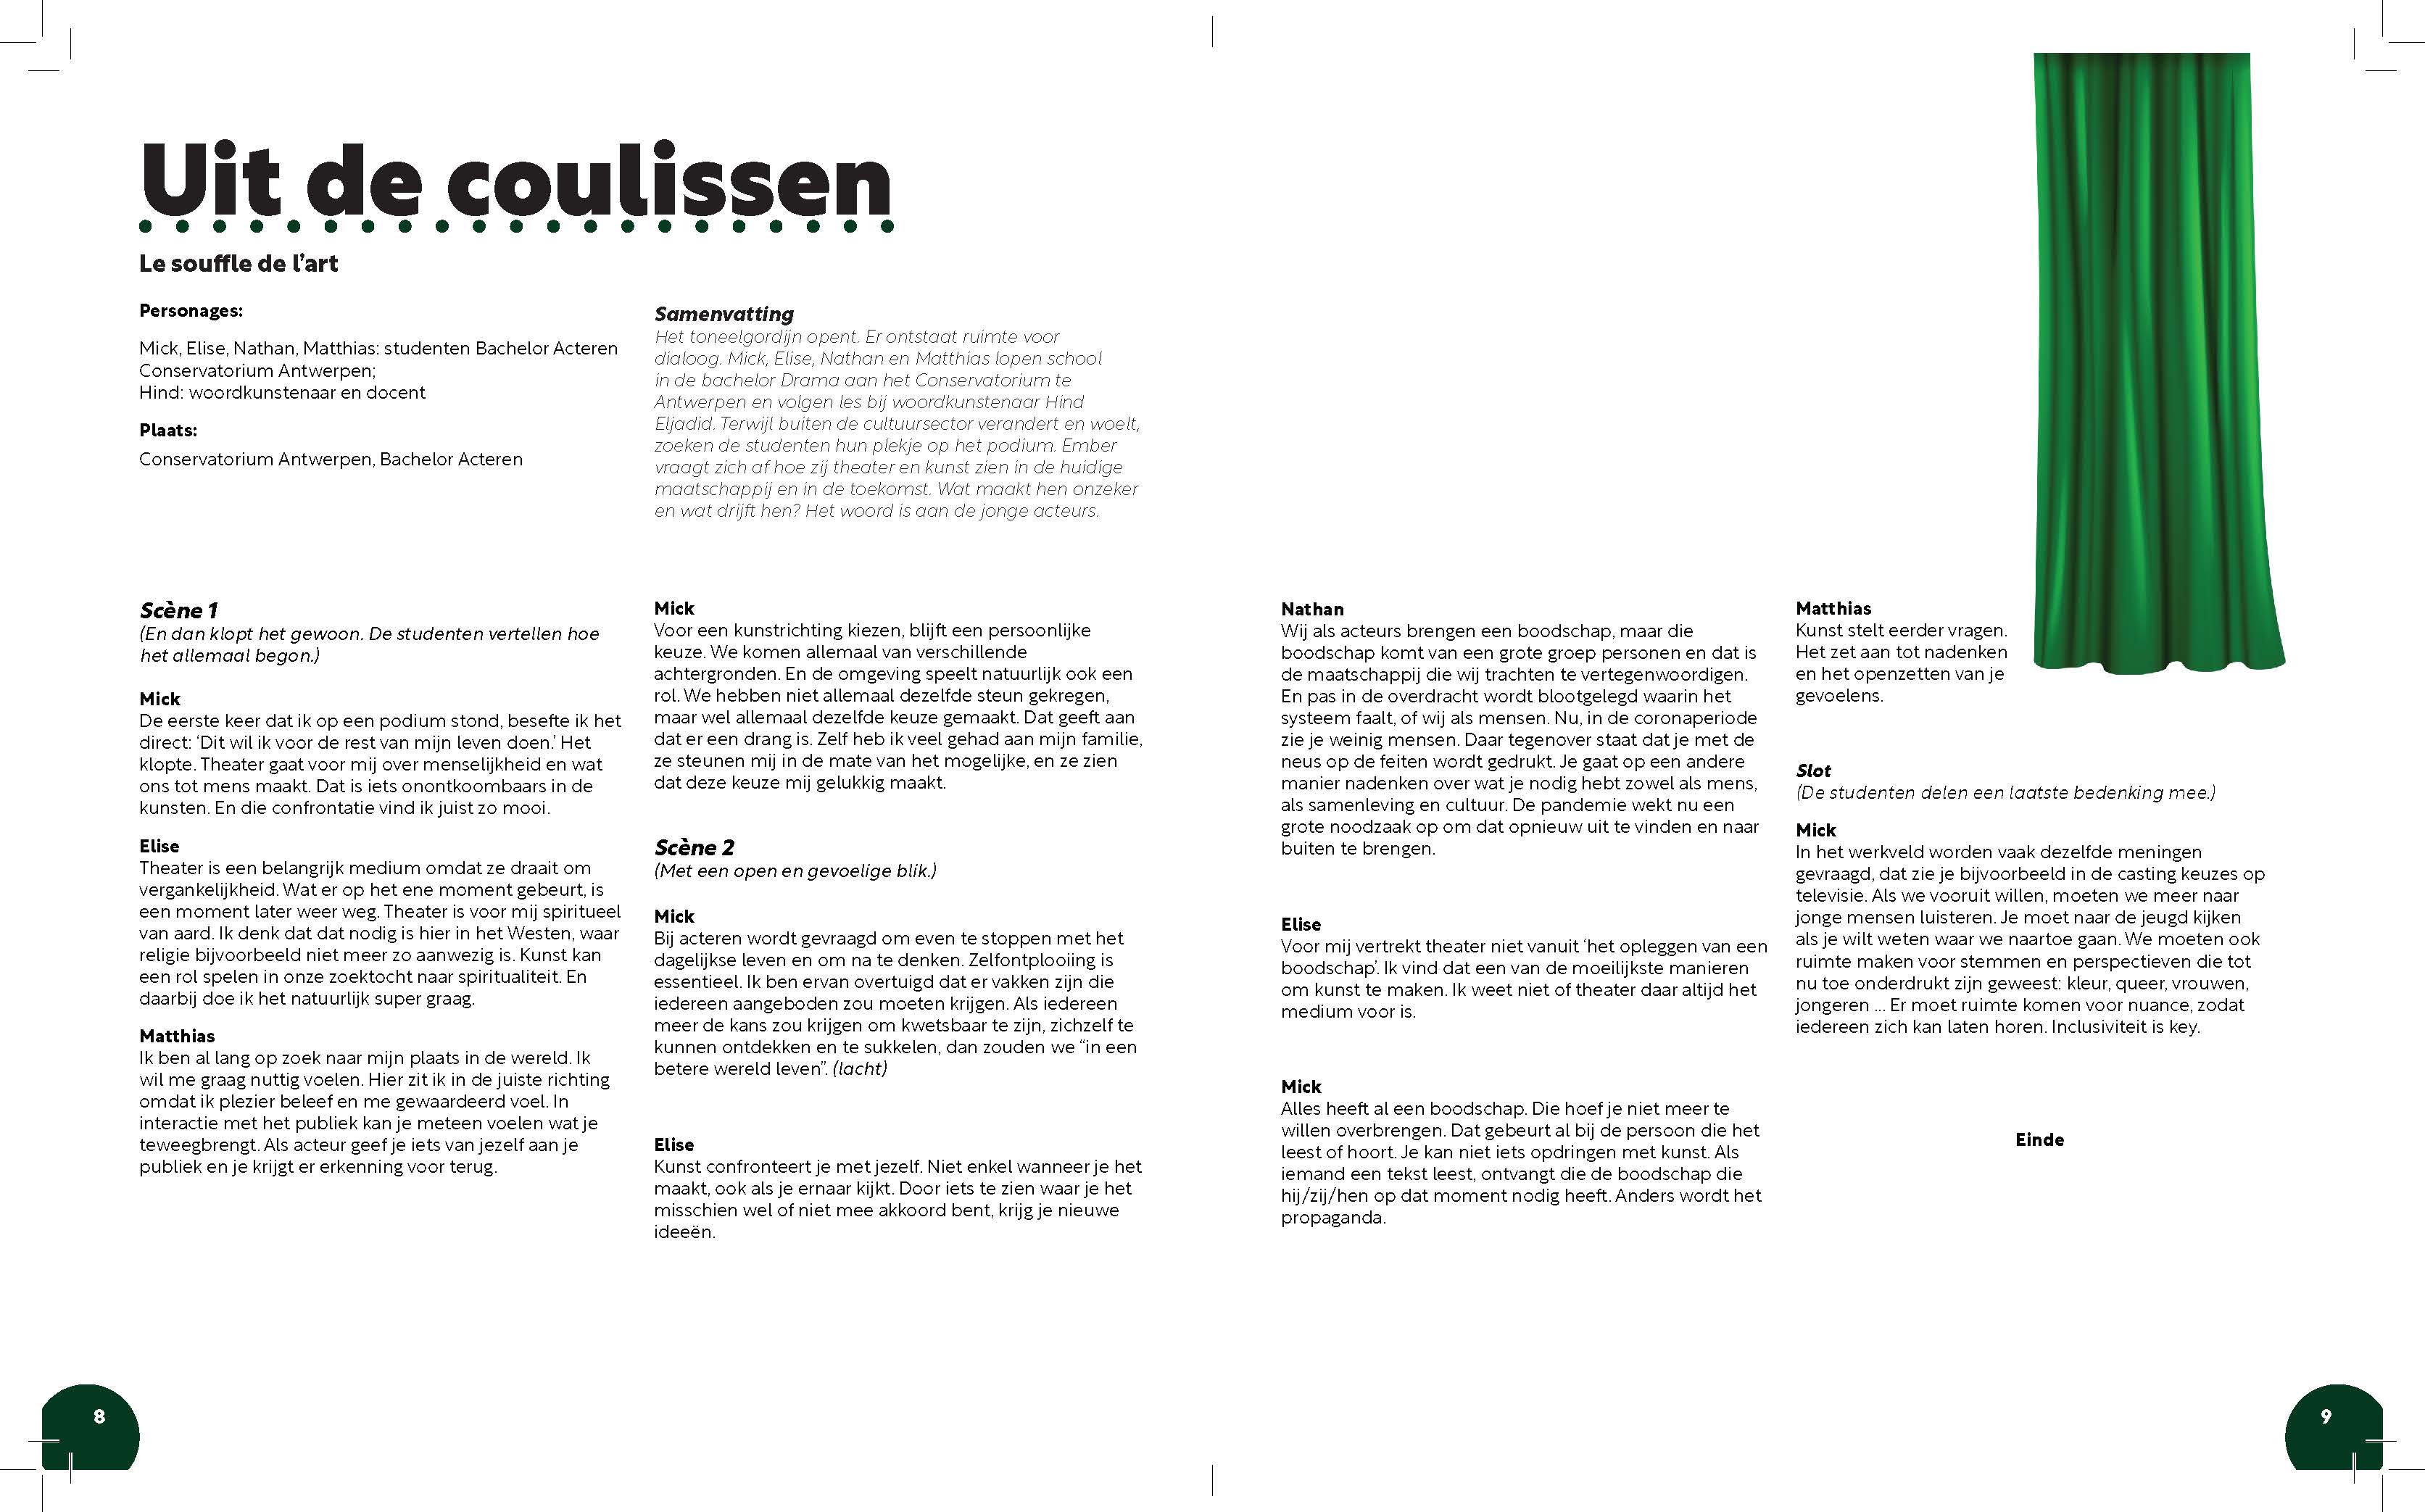 Uit de coulissen
Le souffle de l’art
Personages:
Mick, Elise, Nathan, Matthias: studenten Bachelor Acteren
Conservatorium Antwerpen;
Hind: woordkunstenaar en docent
Plaats:
Conservatorium Antwerpen, Bachelor Acteren
Samenvatting
Het toneelgordijn opent. Er ontstaat ruimte voor
dialoog. Mick, Elise, Nathan en Matthias lopen school
in de bachelor Drama aan het Conservatorium te
Antwerpen en volgen les bij woordkunstenaar Hind
Eljadid. Terwijl buiten de cultuursector verandert en woelt,
zoeken de studenten hun plekje op het podium. Ember
vraagt zich af hoe zij theater en kunst zien in de huidige
maatschappij en in de toekomst. Wat maakt hen onzeker
en wat drijft hen? Het woord is aan de jonge acteurs.
Scène 1
(En dan klopt het gewoon. De studenten vertellen hoe
het allemaal begon.)
Mick
De eerste keer dat ik op een podium stond, besefte ik het
direct: ‘Dit wil ik voor de rest van mijn leven doen.’ Het
klopte. Theater gaat voor mij over menselijkheid en wat
ons tot mens maakt. Dat is iets onontkoombaars in de
kunsten. En die confrontatie vind ik juist zo mooi.
Elise
Theater is een belangrijk medium omdat ze draait om
vergankelijkheid. Wat er op het ene moment gebeurt, is
een moment later weer weg. Theater is voor mij spiritueel
van aard. Ik denk dat dat nodig is hier in het Westen, waar
religie bijvoorbeeld niet meer zo aanwezig is. Kunst kan
een rol spelen in onze zoektocht naar spiritualiteit. En
daarbij doe ik het natuurlijk super graag.
Matthias
Ik ben al lang op zoek naar mijn plaats in de wereld. Ik
wil me graag nuttig voelen. Hier zit ik in de juiste richting
omdat ik plezier beleef en me gewaardeerd voel. In
interactie met het publiek kan je meteen voelen wat je
teweegbrengt. Als acteur geef je iets van jezelf aan je
publiek en je krijgt er erkenning voor terug.
Mick
Voor een kunstrichting kiezen, blijft een persoonlijke
keuze. We komen allemaal van verschillende
achtergronden. En de omgeving speelt natuurlijk ook een
rol. We hebben niet allemaal dezelfde steun gekregen,
maar wel allemaal dezelfde keuze gemaakt. Dat geeft aan
dat er een drang is. Zelf heb ik veel gehad aan mijn familie,
ze steunen mij in de mate van het mogelijke, en ze zien
dat deze keuze mij gelukkig maakt.
Scène 2
(Met een open en gevoelige blik.)
Mick
Bij acteren wordt gevraagd om even te stoppen met het
dagelijkse leven en om na te denken. Zelfontplooiing is
essentieel. Ik ben ervan overtuigd dat er vakken zijn die
iedereen aangeboden zou moeten krijgen. Als iedereen
meer de kans zou krijgen om kwetsbaar te zijn, zichzelf te
kunnen ontdekken en te sukkelen, dan zouden we “in een
betere wereld leven”. (lacht)
Elise
Kunst confronteert je met jezelf. Niet enkel wanneer je het
maakt, ook als je ernaar kijkt. Door iets te zien waar je het
misschien wel of niet mee akkoord bent, krijg je nieuwe
ideeën.
Nathan
Wij als acteurs brengen een boodschap, maar die
boodschap komt van een grote groep personen en dat is
de maatschappij die wij trachten te vertegenwoordigen.
En pas in de overdracht wordt blootgelegd waarin het
systeem faalt, of wij als mensen. Nu, in de coronaperiode
zie je weinig mensen. Daar tegenover staat dat je met de
neus op de feiten wordt gedrukt. Je gaat op een andere
manier nadenken over wat je nodig hebt zowel als mens,
als samenleving en cultuur. De pandemie wekt nu een
grote noodzaak op om dat opnieuw uit te vinden en naar
buiten te brengen.
Elise
Voor mij vertrekt theater niet vanuit ‘het opleggen van een
boodschap’. Ik vind dat een van de moeilijkste manieren
om kunst te maken. Ik weet niet of theater daar altijd het
medium voor is.
Mick
Alles heeft al een boodschap. Die hoef je niet meer te
willen overbrengen. Dat gebeurt al bij de persoon die het
leest of hoort. Je kan niet iets opdringen met kunst. Als
iemand een tekst leest, ontvangt die de boodschap die
hij/zij/hen op dat moment nodig heeft. Anders wordt het
propaganda.
Matthias
Kunst stelt eerder vragen.
Het zet aan tot nadenken
en het openzetten van je
gevoelens.
Slot
(De studenten delen een laatste bedenking mee.)
Mick
In het werkveld worden vaak dezelfde meningen
gevraagd, dat zie je bijvoorbeeld in de casting keuzes op
televisie. Als we vooruit willen, moeten we meer naar
jonge mensen luisteren. Je moet naar de jeugd kijken
als je wilt weten waar we naartoe gaan. We moeten ook
ruimte maken voor stemmen en perspectieven die tot
nu toe onderdrukt zijn geweest: kleur, queer, vrouwen,
jongeren ... Er moet ruimte komen voor nuance, zodat
iedereen zich kan laten horen. Inclusiviteit is key.
Einde
8
9